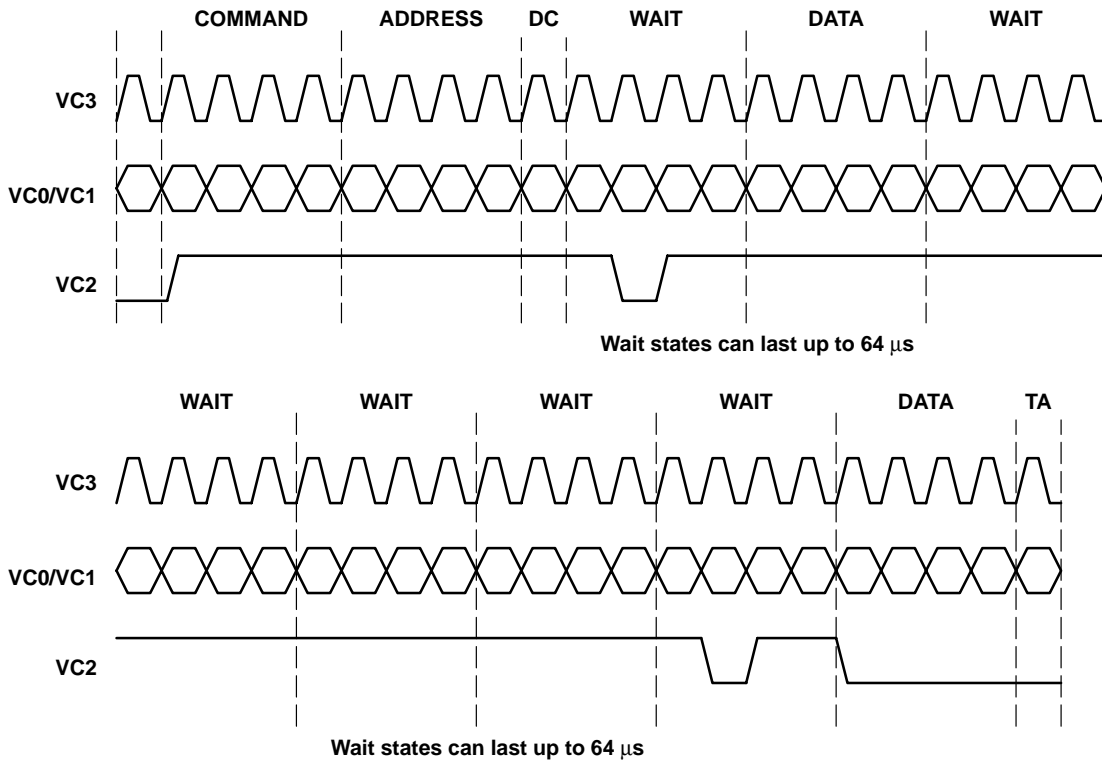 COMMAND ADDRESS DC WAIT DATA WAIT
VC3
VC0/VC1
VC2
Wait states can last up to 64 μs
WAIT WAIT WAIT WAIT DATA TA
VC3
VC0/VC1
VC2
Wait states can last up to 64 μs